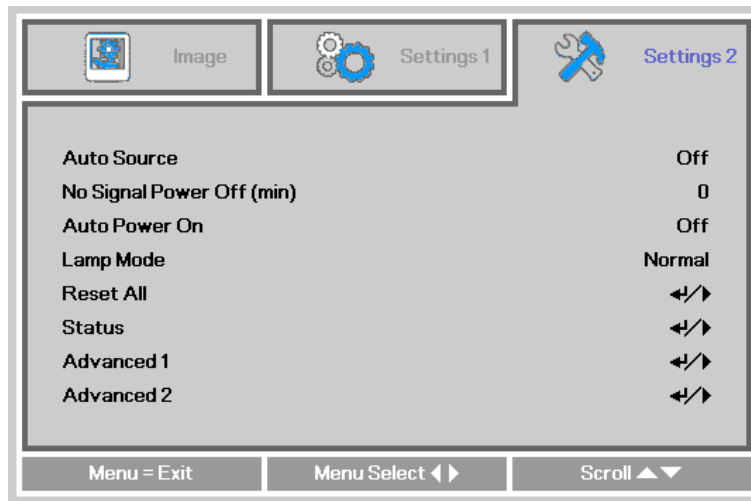 Image Settings 1 Settings 2
Auto Source Off
No Signal Power Off (min) 0
Auto Power On Off
Lamp Mode Normal
Reset All ↵/▶
Status ↵/▶
Advanced 1 ↵/▶
Advanced 2 ↵/▶
Menu = Exit Menu Select ◀ ▶ Scroll ▲▼